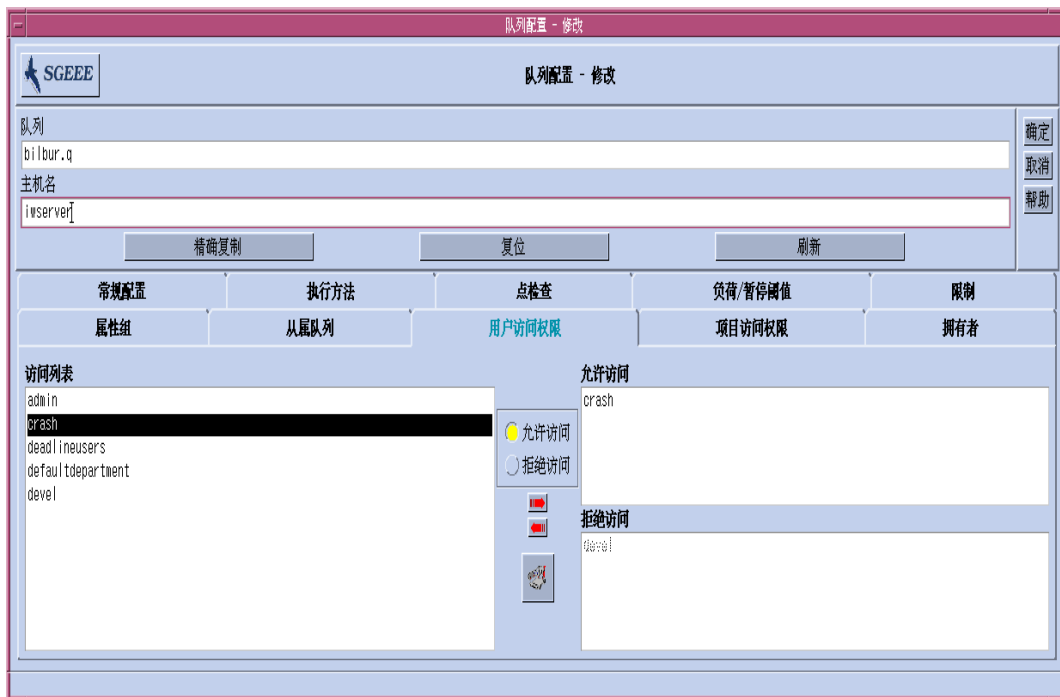 队列配置 - 修改
SGEEE
队列配置 - 修改
队列
bilbur.q
主机名
iwserver
确定
取消
帮助
精确复制 复位 刷新
常规配置 执行方法 点检查 负荷/暂停阈值 限制
属性组 从属队列 用户访问权限 项目访问权限 拥有者
访问列表
admin
crash
deadlineusers
defaultdepartment
devel
允许访问
拒绝访问
允许访问
crash
拒绝访问
devel